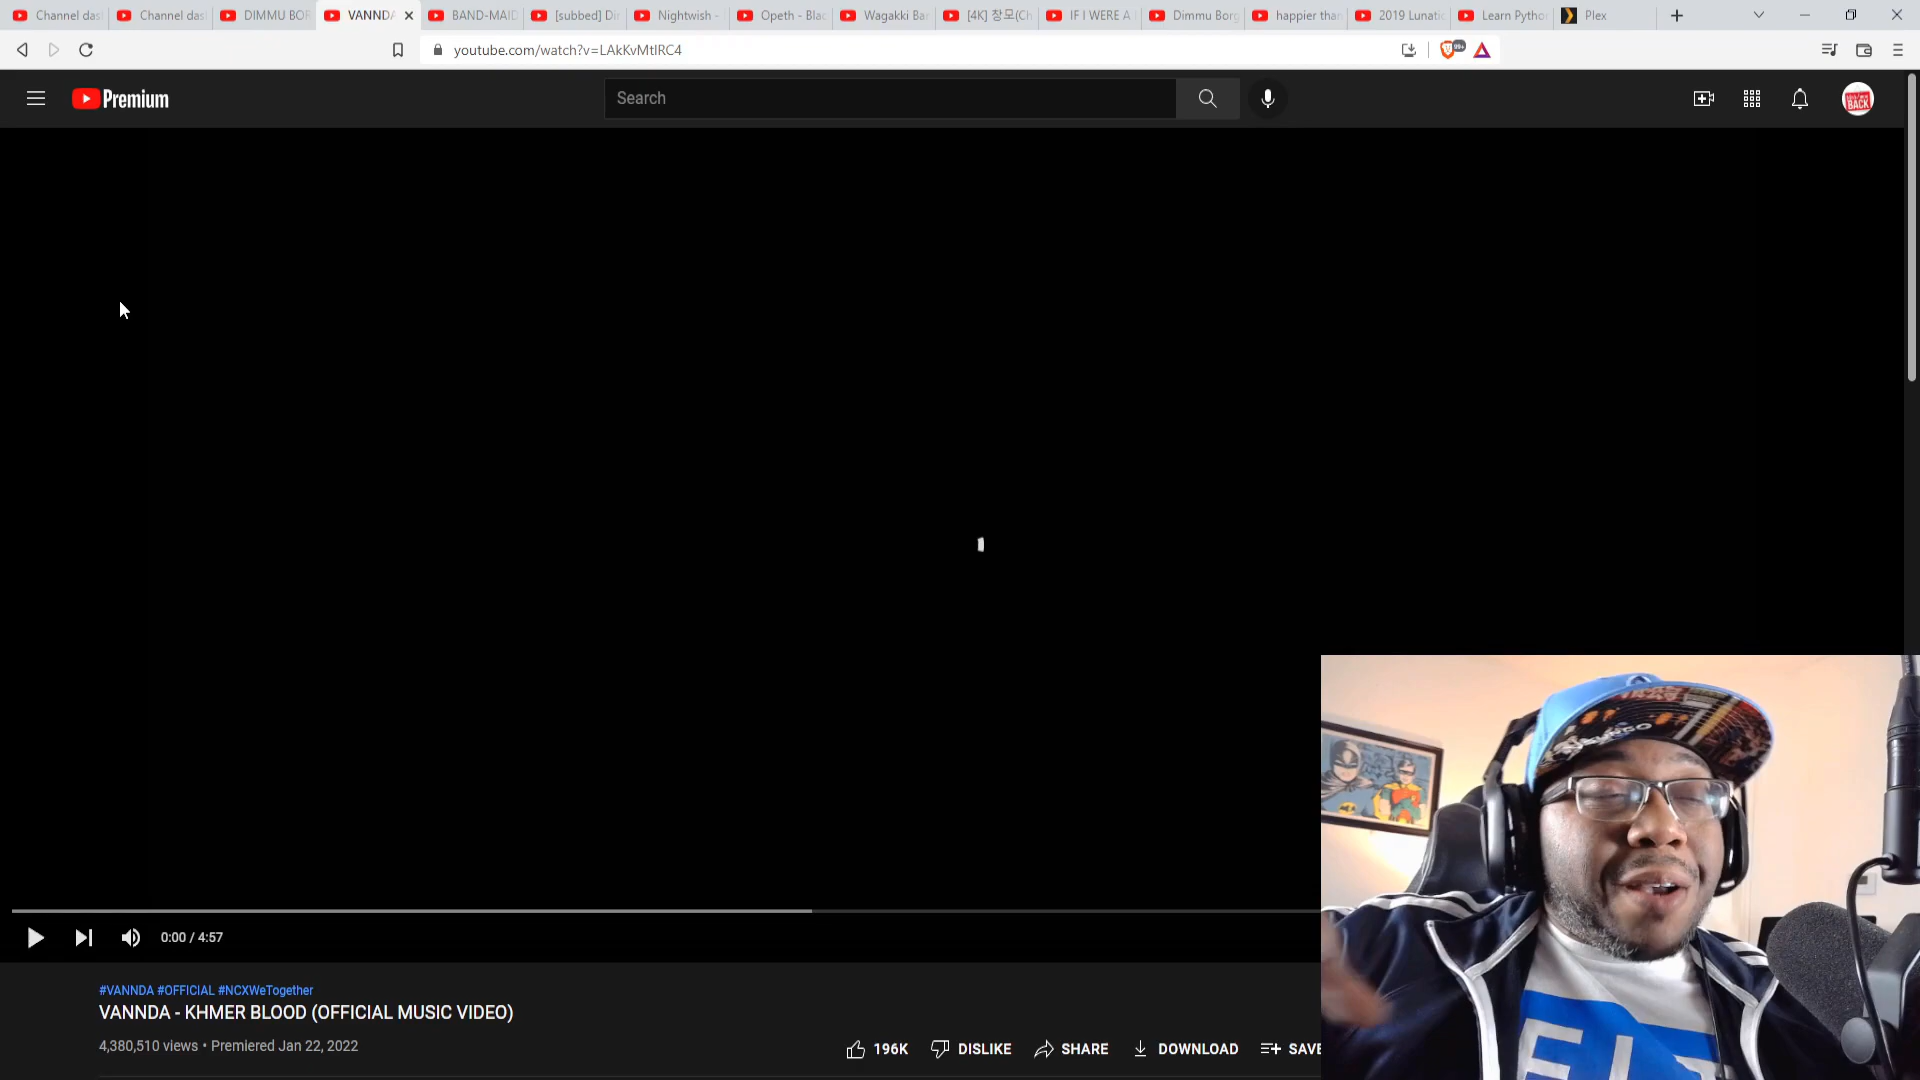 Channel das
Channel das
DIMMU BOR
VANNDA
BAND-MAID
[subbed] Di
Nightwish -
Opeth - Blac
Wagakki Ba
[4K] 창모(Ch
IF I WERE A
Dimmu Borg
happier than
2019 Lunatic
Learn Python
Plex
youtube.com/watch?v=LAkKvMtIRC4
99+
Premium
Search
BACK
0:00 / 4:57
#VANNDA #OFFICIAL #NCXWeTogether
VANNDA - KHMER BLOOD (OFFICIAL MUSIC VIDEO)
4,380,510 views • Premiered Jan 22, 2022
196K
DISLIKE
SHARE
DOWNLOAD
SAVE